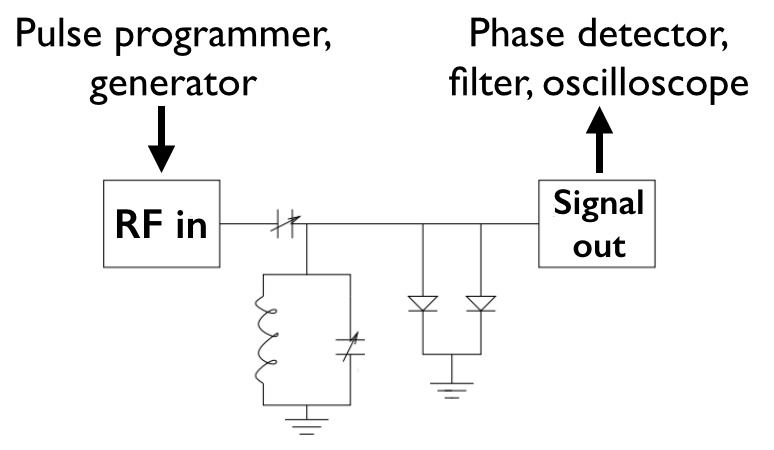 Pulse programmer,
generator
Phase detector,
filter, oscilloscope
RF in
Signal
out